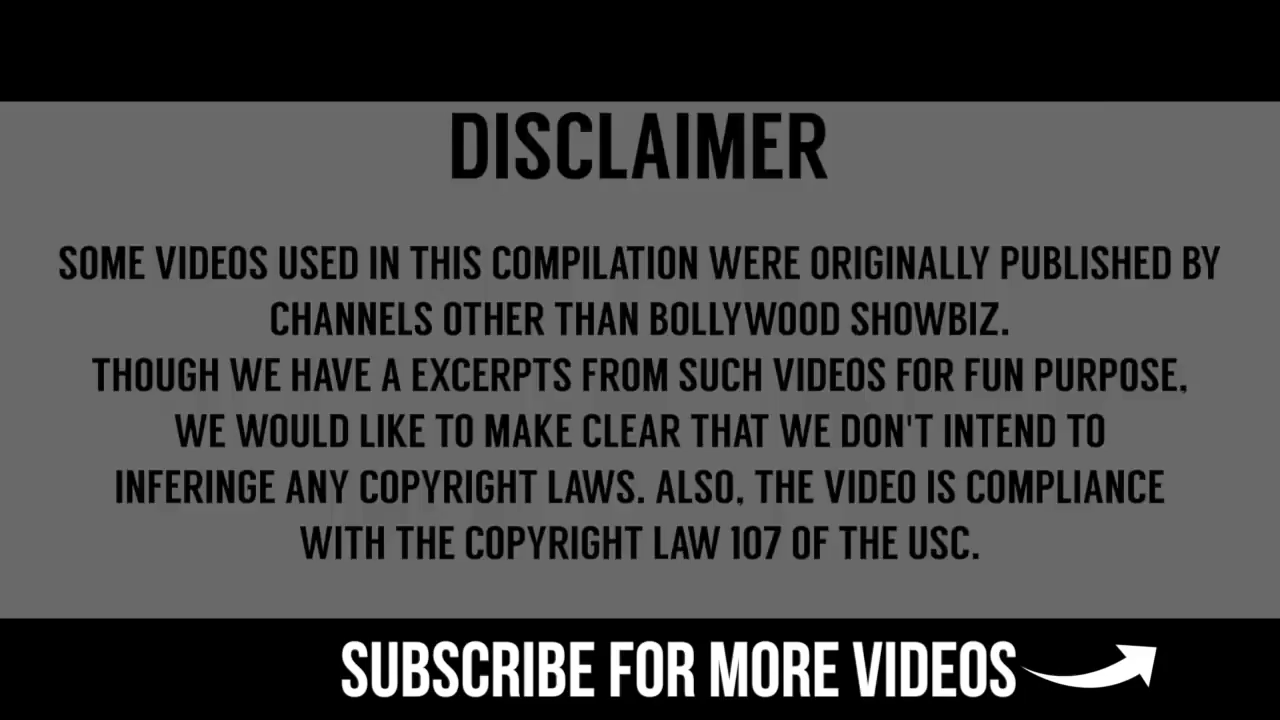 DISCLAIMER
SOME VIDEOS USED IN THIS COMPILATION WERE ORIGINALLY PUBLISHED BY
CHANNELS OTHER THAN BOLLYWOOD SHOWBIZ.
THOUGH WE HAVE A EXCERPTS FROM SUCH VIDEOS FOR FUN PURPOSE,
WE WOULD LIKE TO MAKE CLEAR THAT WE DON'T INTEND TO
INFERINGE ANY COPYRIGHT LAWS. ALSO, THE VIDEO IS COMPLIANCE
WITH THE COPYRIGHT LAW 107 OF THE USC.
SUBSCRIBE FOR MORE VIDEOS